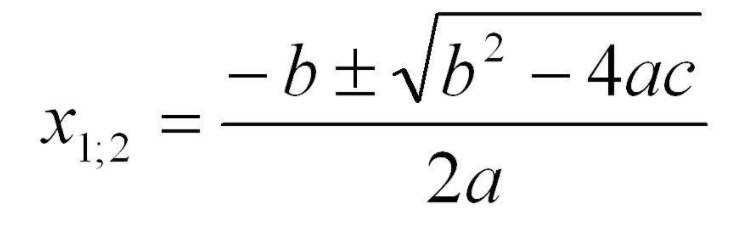 x₁;₂ = (−b ± √(b² − 4ac)) / (2a)